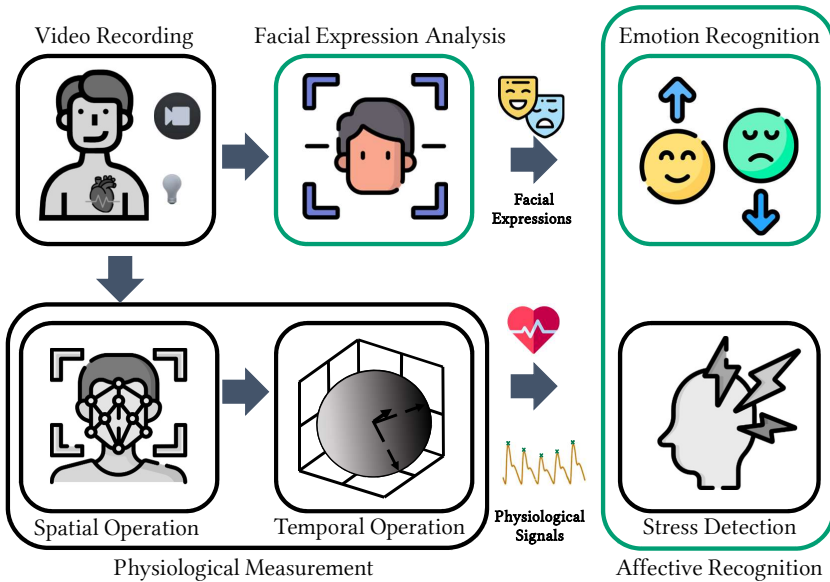 Video Recording
Facial Expression Analysis
Emotion Recognition
Facial
Expressions
Spatial Operation
Temporal Operation
Physiological
Signals
Stress Detection
Physiological Measurement
Affective Recognition